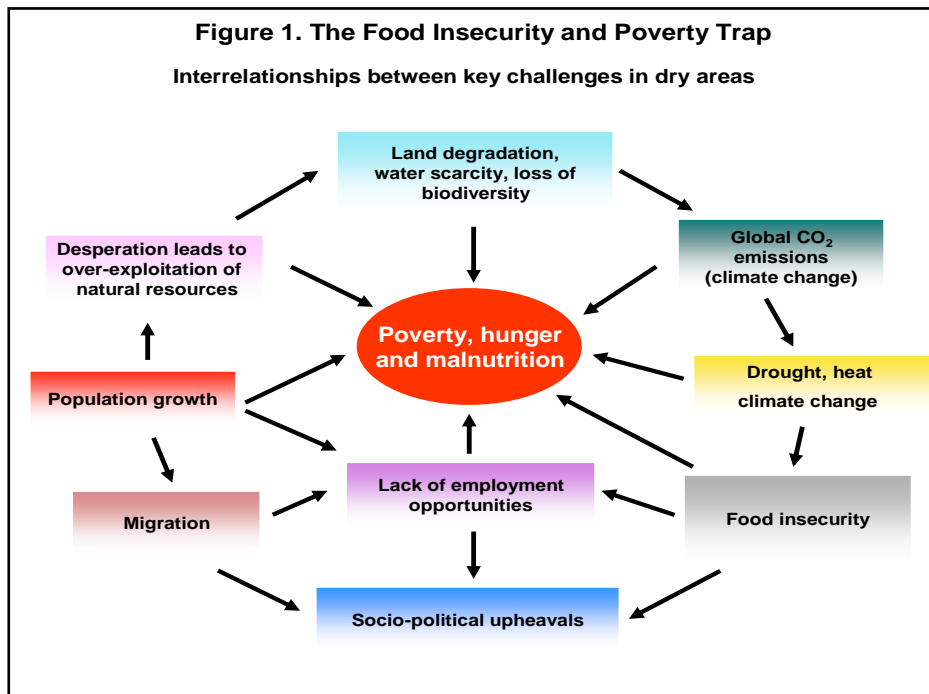 Figure 1. The Food Insecurity and Poverty Trap
Interrelationships between key challenges in dry areas
Land degradation,
water scarcity, loss of
biodiversity
Desperation leads to
over-exploitation of
natural resources
Global CO₂
emissions
(climate change)
Poverty, hunger
and malnutrition
Population growth
Drought, heat
climate change
Migration
Lack of employment
opportunities
Food insecurity
Socio-political upheavals